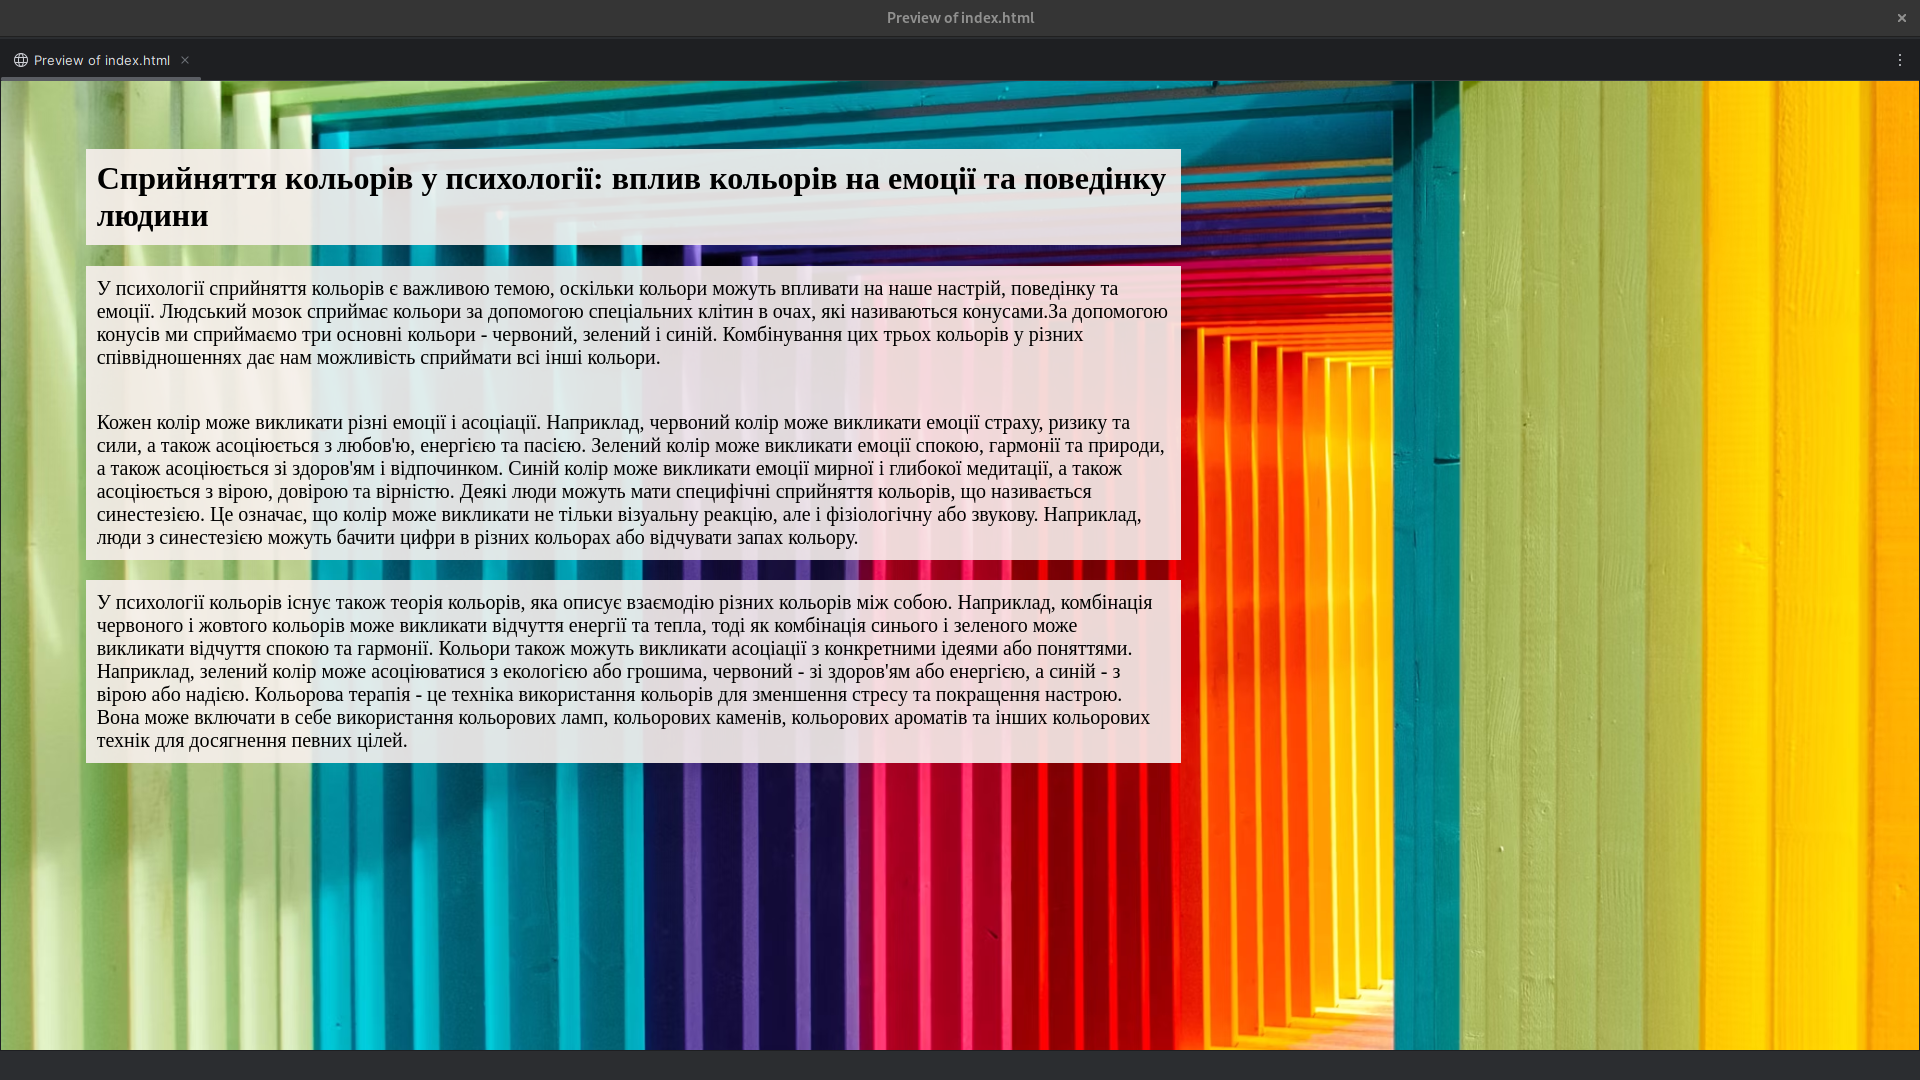 Preview of index.html
Preview of index.html
Сприйняття кольорів у психології: вплив кольорів на емоції та поведінку
людини
У психології сприйняття кольорів є важливою темою, оскільки кольори можуть впливати на наше настрій, поведінку та
емоції. Людський мозок сприймає кольори за допомогою спеціальних клітин в очах, які називаються конусами.За допомогою
конусів ми сприймаємо три основні кольори - червоний, зелений і синій. Комбінування цих трьох кольорів у різних
співвідношеннях дає нам можливість сприймати всі інші кольори.
Кожен колір може викликати різні емоції і асоціації. Наприклад, червоний колір може викликати емоції страху, ризику та
сили, а також асоціюється з любов'ю, енергією та пасією. Зелений колір може викликати емоції спокою, гармонії та природи,
а також асоціюється зі здоров'ям і відпочинком. Синій колір може викликати емоції мирної і глибокої медитації, а також
асоціюється з вірою, довірою та вірністю. Деякі люди можуть мати специфічні сприйняття кольорів, що називається
синестезією. Це означає, що колір може викликати не тільки візуальну реакцію, але і фізіологічну або звукову. Наприклад,
люди з синестезією можуть бачити цифри в різних кольорах або відчувати запах кольору.
У психології кольорів існує також теорія кольорів, яка описує взаємодію різних кольорів між собою. Наприклад, комбінація
червоного і жовтого кольорів може викликати відчуття енергії та тепла, тоді як комбінація синього і зеленого може
викликати відчуття спокою та гармонії. Кольори також можуть викликати асоціації з конкретними ідеями або поняттями.
Наприклад, зелений колір може асоціюватися з екологією або грошима, червоний - зі здоров'ям або енергією, а синій - з
вірою або надією. Кольорова терапія - це техніка використання кольорів для зменшення стресу та покращення настрою.
Вона може включати в себе використання кольорових ламп, кольорових каменів, кольорових ароматів та інших кольорових
технік для досягнення певних цілей.